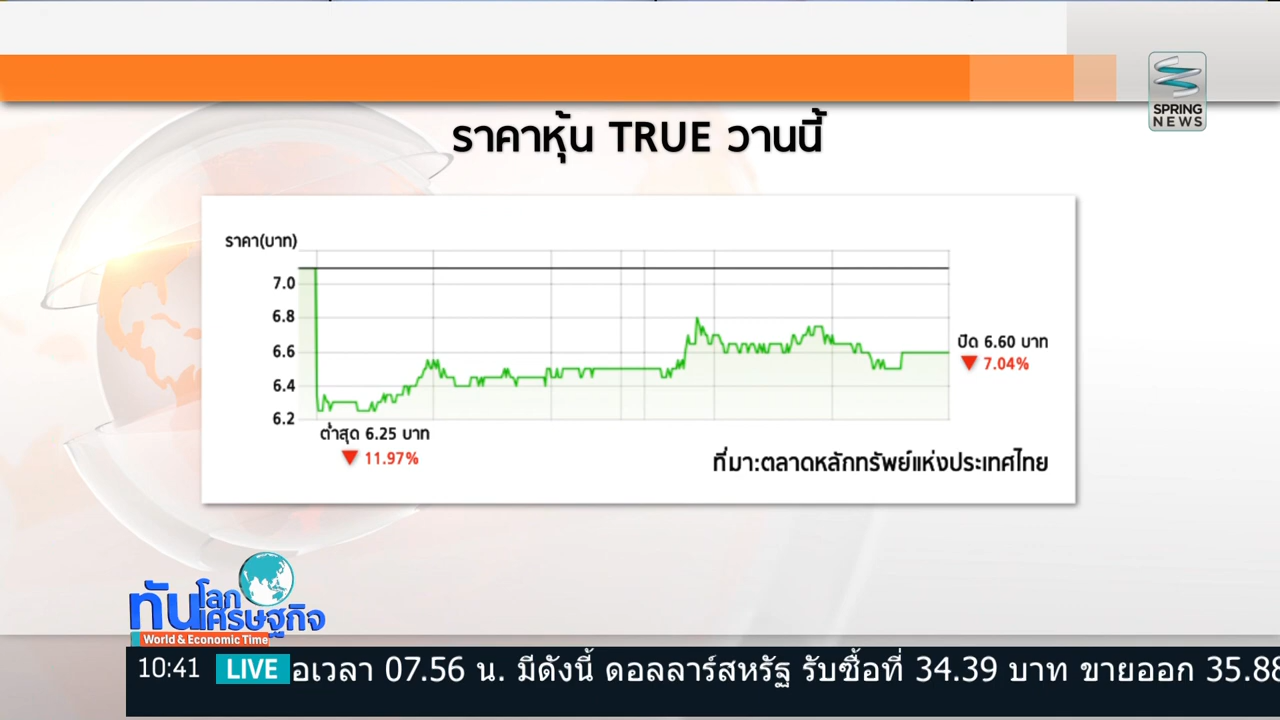 SPRING
NEWS
ราคาหุ้น TRUE วานนี้
ราคา(บาท)
7.0
6.8
6.6
6.4
6.2
ปิด 6.60 บาท
▼ 7.04%
ต่ำสุด 6.25 บาท
▼ 11.97%
ที่มา:ตลาดหลักทรัพย์แห่งประเทศไทย
ทันโลก
เศรษฐกิจ
World & Economic Time
10:41 LIVE อเวลา 07.56 น. มีดังนี้ ดอลลาร์สหรัฐ รับซื้อที่ 34.39 บาท ขายออก 35.88